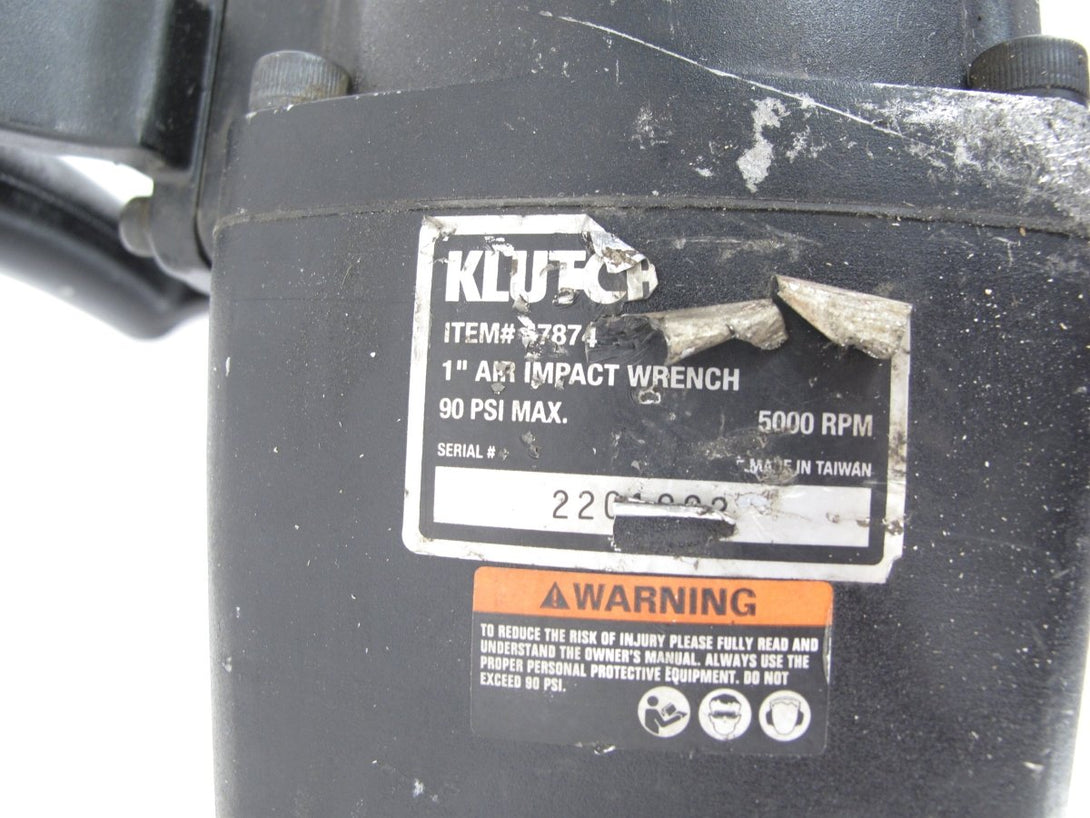 KLUTCH
ITEM#
1" AIR IMPACT WRENCH
90 PSI MAX.
5000 RPM
SERIAL #
MADE IN TAIWAN
WARNING
TO REDUCE THE RISK OF INJURY PLEASE FULLY READ AND
UNDERSTAND THE OWNER'S MANUAL. ALWAYS USE THE
PROPER PERSONAL PROTECTIVE EQUIPMENT. DO NOT
EXCEED 90 PSI.